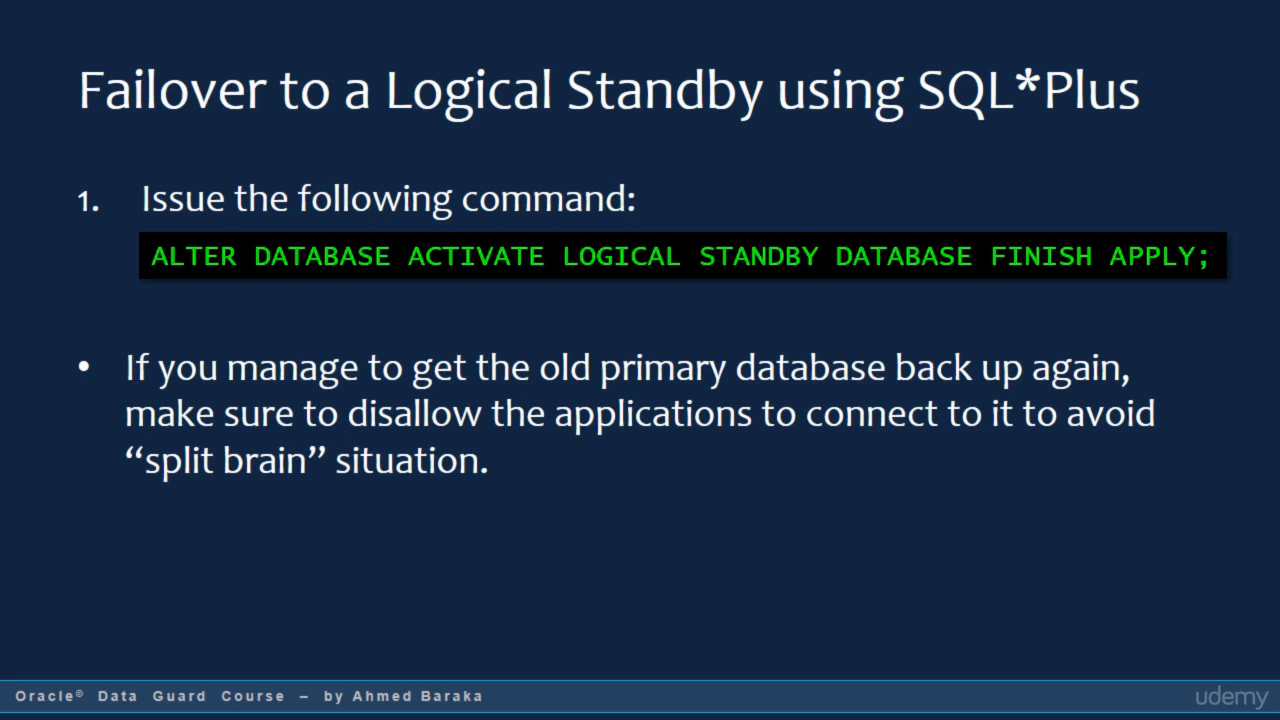 Failover to a Logical Standby using SQL*Plus
1. Issue the following command:
ALTER DATABASE ACTIVATE LOGICAL STANDBY DATABASE FINISH APPLY;
• If you manage to get the old primary database back up again,
make sure to disallow the applications to connect to it to avoid
“split brain” situation.
Oracle® Data Guard Course – by Ahmed Baraka
udemy